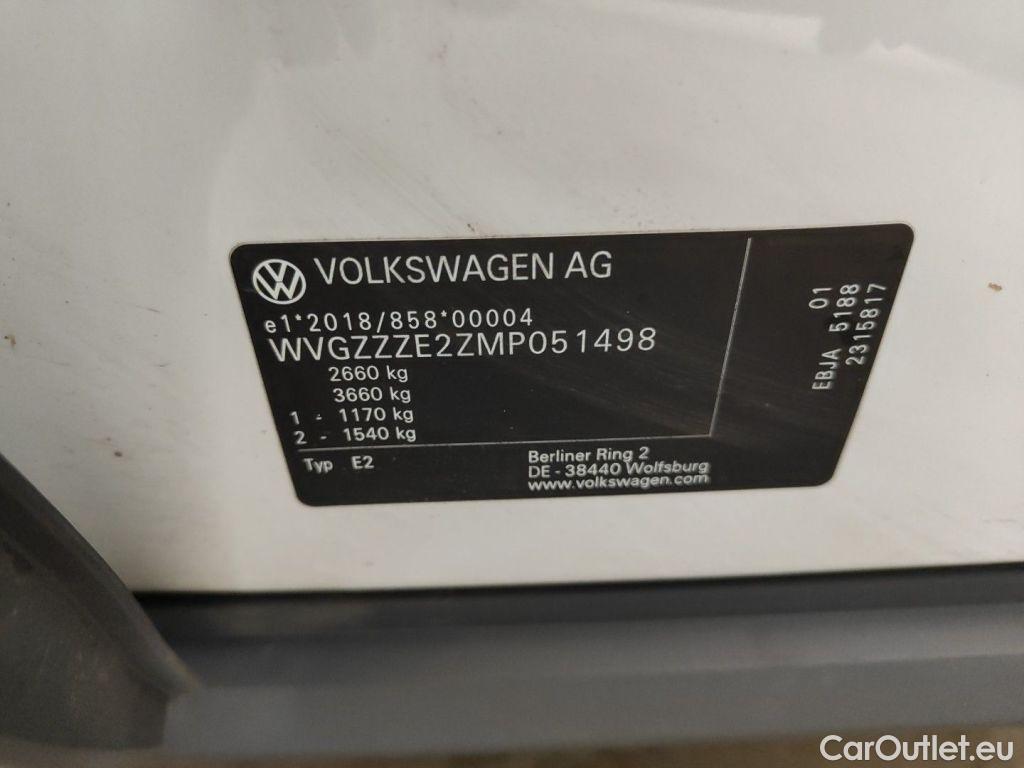 VOLKSWAGEN AG
e1*2018/858*00004
WVGZZZE2ZMP051498
2660 kg
3660 kg
1 - 1170 kg
2 - 1540 kg
Typ E2
Berliner Ring 2
DE - 38440 Wolfsburg
www.volkswagen.com
01
EBJA 5188
2315817
CarOutlet.eu